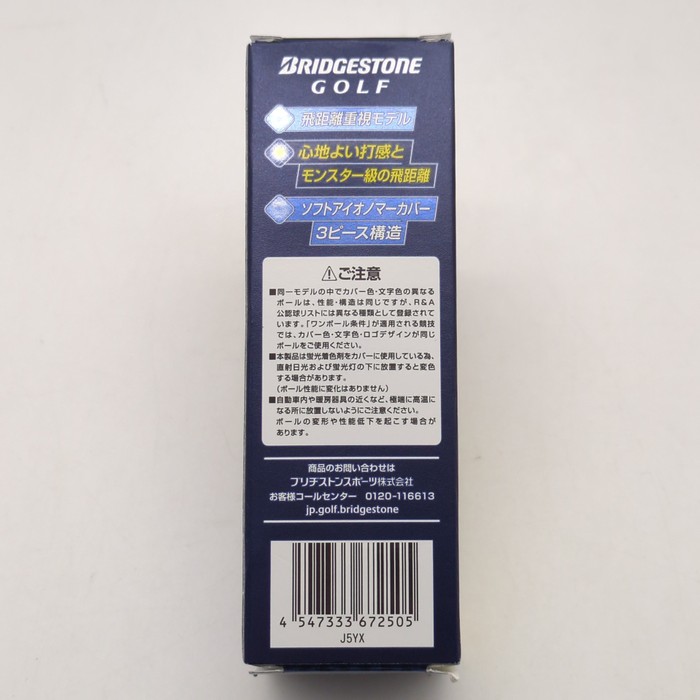 BRIDGESTONE
GOLF
飛距離重視モデル
心地よい打感と
モンスター級の飛距離
ソフトアイオノマーカバー
3ピース構造
⚠ご注意
■同一モデルの中でカバー色・文字色の異なる
ボールは、性能・構造は同じですが、R&A
公認球リストには異なる種類として登録されて
います。「ワンボール条件」が適用される競技
では、カバー色・文字色・ロゴデザインが同じ
ボールをご使用ください。
■本製品は蛍光着色剤をカバーに使用している為、
直射日光および蛍光灯の下に放置すると変色
する場合があります。
(ボール性能に変化はありません)
■自動車内や暖房器具の近くなど、極端に高温に
なる所に放置しないようにご注意ください。
ボールの変形や性能低下を起こす場合が
あります。
商品のお問い合わせは
ブリヂストンスポーツ株式会社
お客様コールセンター 0120-116613
jp.golf.bridgestone
4 547333 672505
J5YX